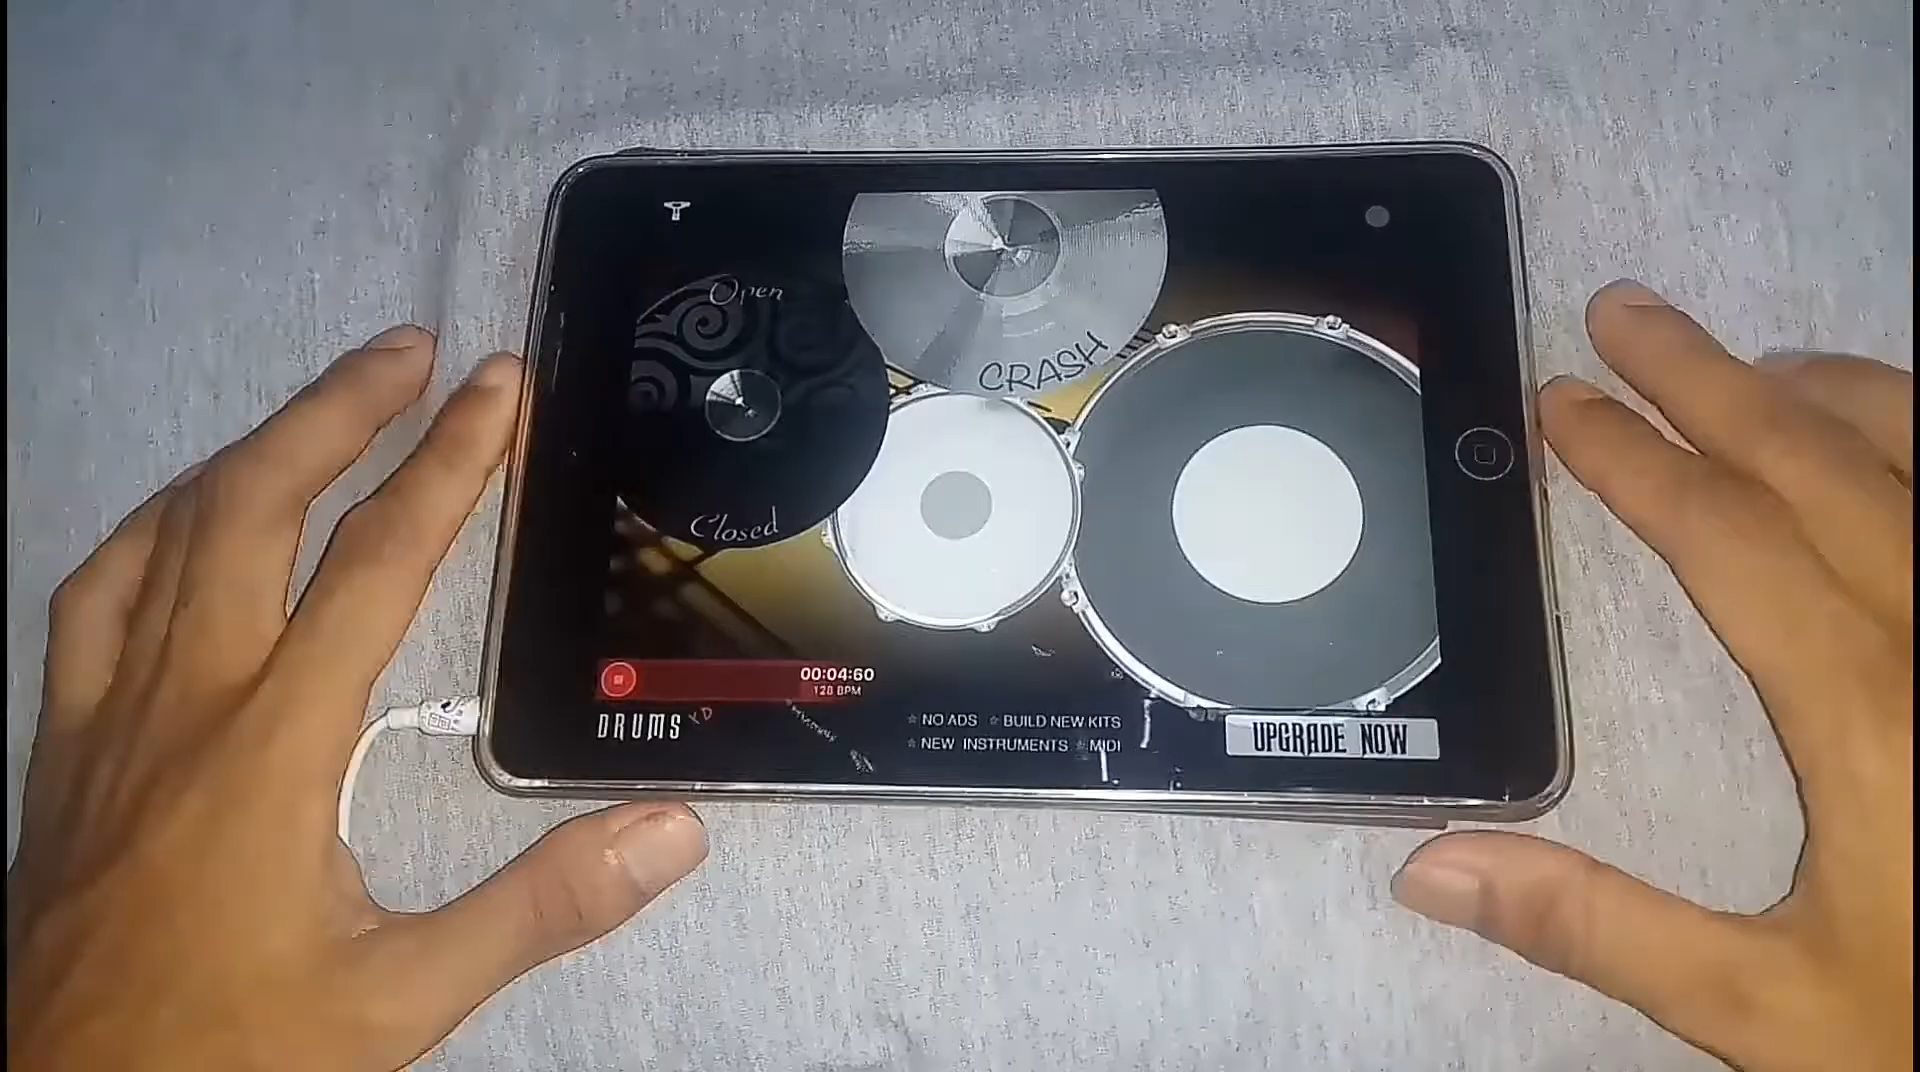 Open
CRASH
Closed
00:04:60
128 BPM
DRUMS XD
☆ NO ADS ☆ BUILD NEW KITS
☆ NEW INSTRUMENTS ☆ MIDI
UPGRADE NOW